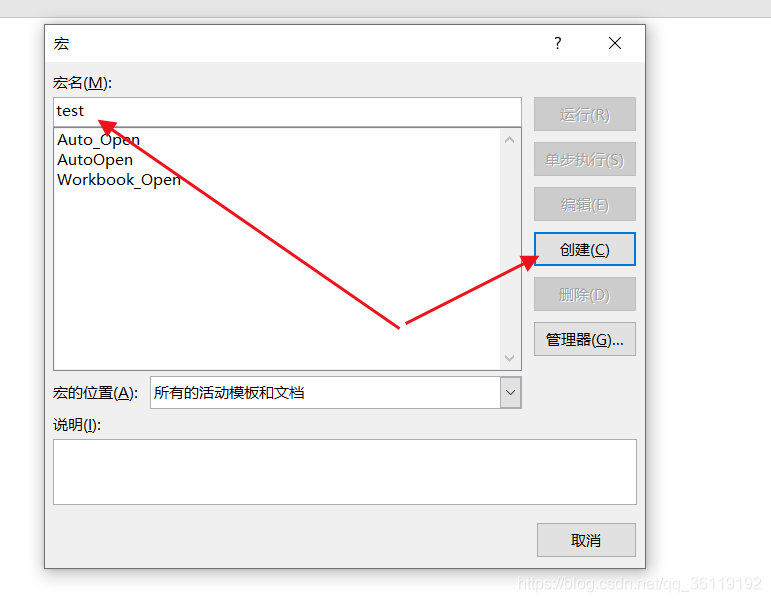 宏
?
宏名(M):
test
运行(R)
Auto_Open
AutoOpen
单步执行(S)
Workbook_Open
编辑(E)
创建(C)
删除(D)
管理器(G)...
宏的位置(A):
所有的活动模板和文档
说明(I):
取消
https://blog.csdn.net/qq_36119192